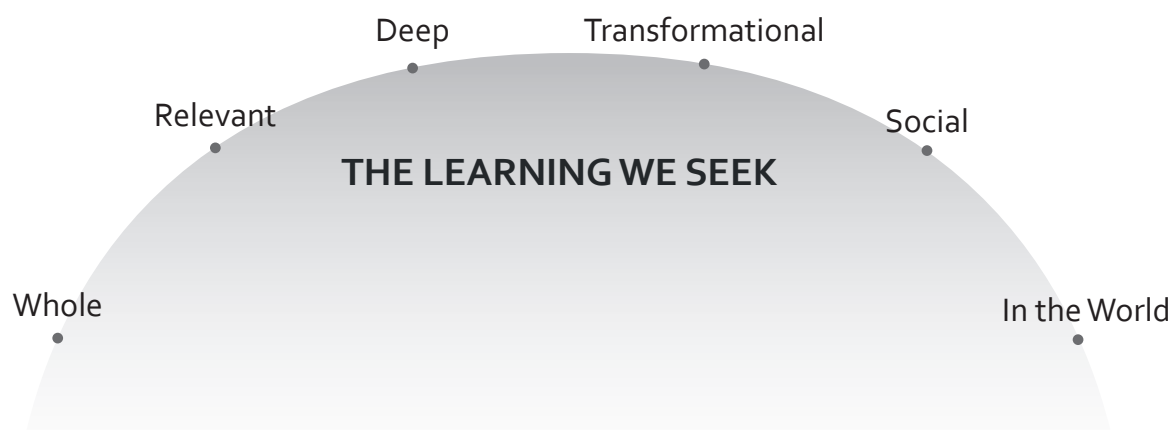 Deep
Transformational
Relevant
Social
THE LEARNING WE SEEK
Whole
In the World